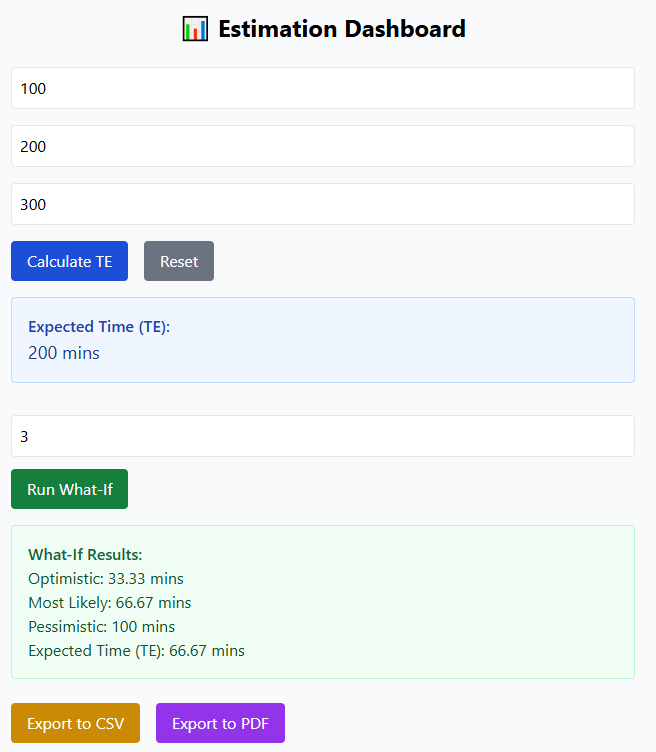 Estimation Dashboard
100
200
300
Calculate TE Reset
Expected Time (TE):
200 mins
3
Run What-If
What-If Results:
Optimistic: 33.33 mins
Most Likely: 66.67 mins
Pessimistic: 100 mins
Expected Time (TE): 66.67 mins
Export to CSV Export to PDF